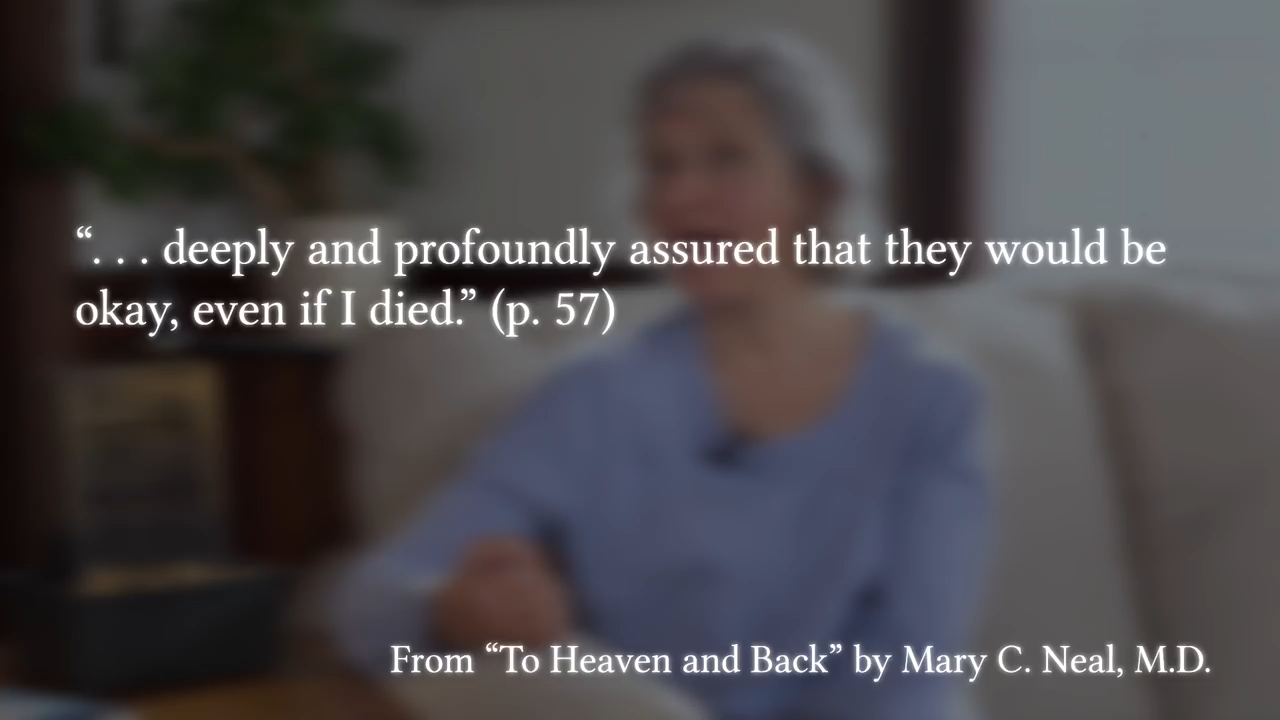 “. . . deeply and profoundly assured that they would be
okay, even if I died.” (p. 57)
From “To Heaven and Back” by Mary C. Neal, M.D.